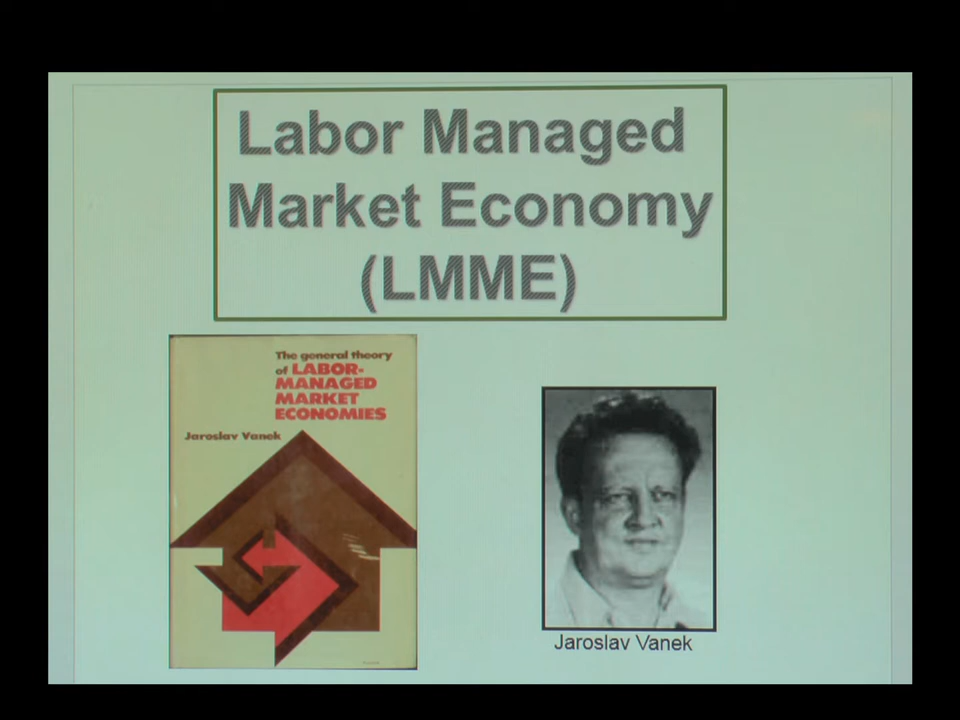 Labor Managed
Market Economy
(LMME)
The general theory
of LABOR-
MANAGED
MARKET
ECONOMIES
Jaroslav Vanek
Jaroslav Vanek